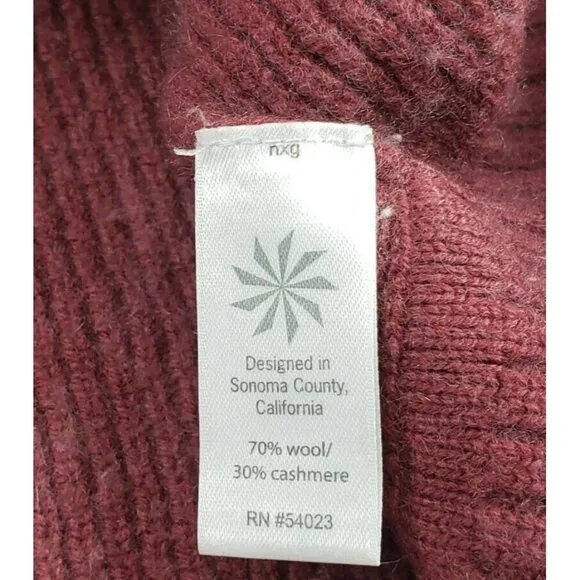 nxg
Designed in
Sonoma County,
California
70% wool/
30% cashmere
RN #54023